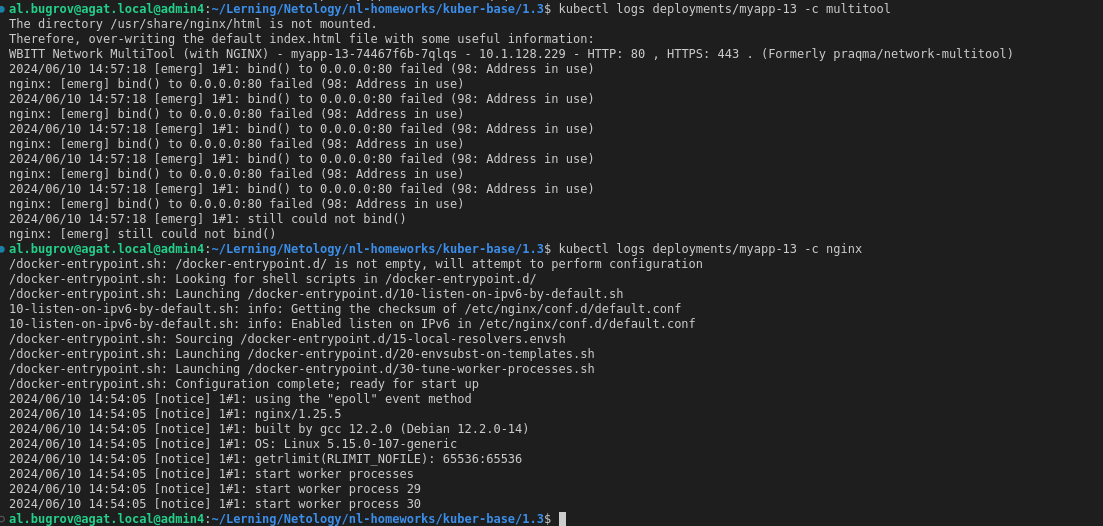 al.bugrov@agat.local@admin4:~/Lerning/Netology/nl-homeworks/kuber-base/1.3$ kubectl logs deployments/myapp-13 -c multitool
The directory /usr/share/nginx/html is not mounted.
Therefore, over-writing the default index.html file with some useful information:
WBITT Network MultiTool (with NGINX) - myapp-13-74467f6b-7qlqs - 10.1.128.229 - HTTP: 80 , HTTPS: 443 . (Formerly praqma/network-multitool)
2024/06/10 14:57:18 [emerg] 1#1: bind() to 0.0.0.0:80 failed (98: Address in use)
nginx: [emerg] bind() to 0.0.0.0:80 failed (98: Address in use)
2024/06/10 14:57:18 [emerg] 1#1: bind() to 0.0.0.0:80 failed (98: Address in use)
nginx: [emerg] bind() to 0.0.0.0:80 failed (98: Address in use)
2024/06/10 14:57:18 [emerg] 1#1: bind() to 0.0.0.0:80 failed (98: Address in use)
nginx: [emerg] bind() to 0.0.0.0:80 failed (98: Address in use)
2024/06/10 14:57:18 [emerg] 1#1: bind() to 0.0.0.0:80 failed (98: Address in use)
nginx: [emerg] bind() to 0.0.0.0:80 failed (98: Address in use)
2024/06/10 14:57:18 [emerg] 1#1: bind() to 0.0.0.0:80 failed (98: Address in use)
nginx: [emerg] bind() to 0.0.0.0:80 failed (98: Address in use)
2024/06/10 14:57:18 [emerg] 1#1: still could not bind()
nginx: [emerg] still could not bind()
al.bugrov@agat.local@admin4:~/Lerning/Netology/nl-homeworks/kuber-base/1.3$ kubectl logs deployments/myapp-13 -c nginx
/docker-entrypoint.sh: /docker-entrypoint.d/ is not empty, will attempt to perform configuration
/docker-entrypoint.sh: Looking for shell scripts in /docker-entrypoint.d/
/docker-entrypoint.sh: Launching /docker-entrypoint.d/10-listen-on-ipv6-by-default.sh
10-listen-on-ipv6-by-default.sh: info: Getting the checksum of /etc/nginx/conf.d/default.conf
10-listen-on-ipv6-by-default.sh: info: Enabled listen on IPv6 in /etc/nginx/conf.d/default.conf
/docker-entrypoint.sh: Sourcing /docker-entrypoint.d/15-local-resolvers.envsh
/docker-entrypoint.sh: Launching /docker-entrypoint.d/20-envsubst-on-templates.sh
/docker-entrypoint.sh: Launching /docker-entrypoint.d/30-tune-worker-processes.sh
/docker-entrypoint.sh: Configuration complete; ready for start up
2024/06/10 14:54:05 [notice] 1#1: using the "epoll" event method
2024/06/10 14:54:05 [notice] 1#1: nginx/1.25.5
2024/06/10 14:54:05 [notice] 1#1: built by gcc 12.2.0 (Debian 12.2.0-14)
2024/06/10 14:54:05 [notice] 1#1: OS: Linux 5.15.0-107-generic
2024/06/10 14:54:05 [notice] 1#1: getrlimit(RLIMIT_NOFILE): 65536:65536
2024/06/10 14:54:05 [notice] 1#1: start worker processes
2024/06/10 14:54:05 [notice] 1#1: start worker process 29
2024/06/10 14:54:05 [notice] 1#1: start worker process 30
al.bugrov@agat.local@admin4:~/Lerning/Netology/nl-homeworks/kuber-base/1.3$